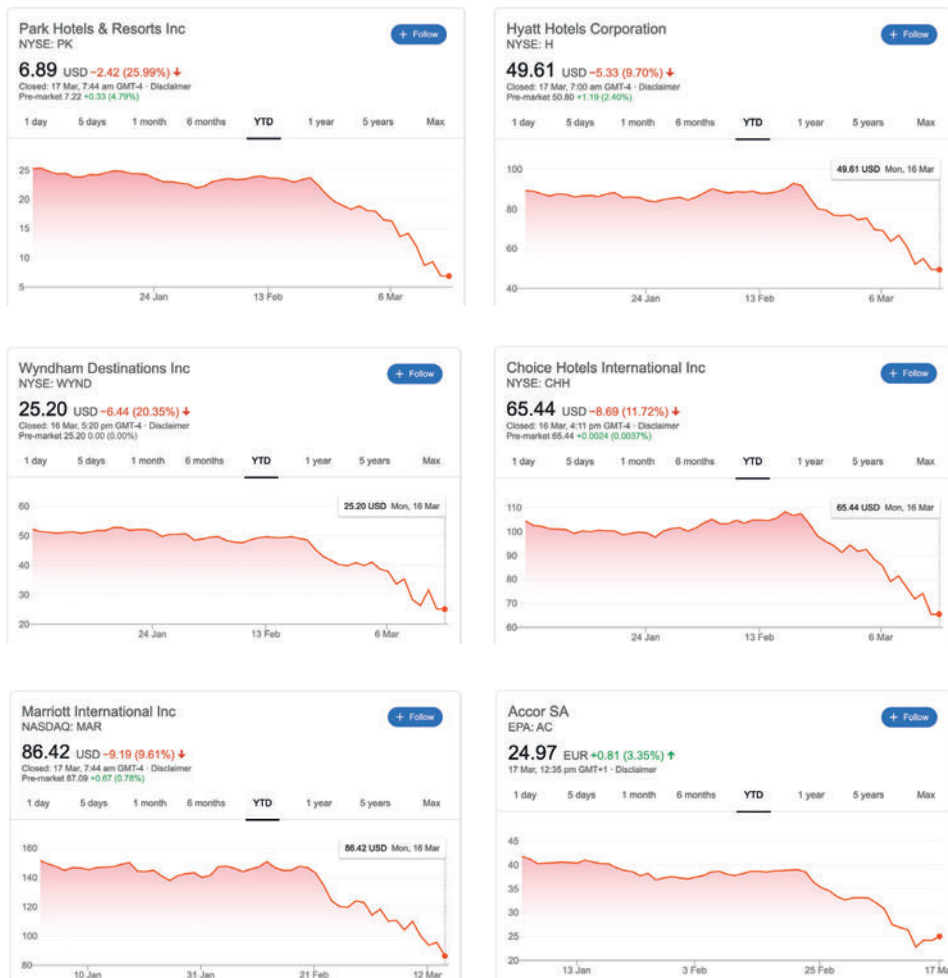 Park Hotels & Resorts Inc
NYSE: PK
+ Follow
6.89 USD −2.42 (25.99%) ↓
Closed: 17 Mar, 7:44 am GMT-4 · Disclaimer
Pre-market 7.22 +0.33 (4.79%)
1 day 5 days 1 month 6 months YTD 1 year 5 years Max
25
20
15
10
5
24 Jan 13 Feb 6 Mar
Hyatt Hotels Corporation
NYSE: H
+ Follow
49.61 USD −5.33 (9.70%) ↓
Closed: 17 Mar, 7:00 am GMT-4 · Disclaimer
Pre-market 50.80 +1.19 (2.40%)
1 day 5 days 1 month 6 months YTD 1 year 5 years Max
49.61 USD Mon, 16 Mar
100
80
60
40
24 Jan 13 Feb 6 Mar
Wyndham Destinations Inc
NYSE: WYND
+ Follow
25.20 USD −6.44 (20.35%) ↓
Closed: 16 Mar, 5:20 pm GMT-4 · Disclaimer
Pre-market 25.20 0.00 (0.00%)
1 day 5 days 1 month 6 months YTD 1 year 5 years Max
25.20 USD Mon, 16 Mar
60
50
40
30
20
24 Jan 13 Feb 6 Mar
Choice Hotels International Inc
NYSE: CHH
+ Follow
65.44 USD −8.69 (11.72%) ↓
Closed: 16 Mar, 4:11 pm GMT-4 · Disclaimer
Pre-market 65.44 +0.0024 (0.0037%)
1 day 5 days 1 month 6 months YTD 1 year 5 years Max
65.44 USD Mon, 16 Mar
110
100
90
80
70
60
24 Jan 13 Feb 6 Mar
Marriott International Inc
NASDAQ: MAR
+ Follow
86.42 USD −9.19 (9.61%) ↓
Closed: 17 Mar, 7:44 am GMT-4 · Disclaimer
Pre-market 87.09 +0.67 (0.78%)
1 day 5 days 1 month 6 months YTD 1 year 5 years Max
86.42 USD Mon, 16 Mar
160
140
120
100
80
10 Jan 31 Jan 21 Feb 12 Mar
Accor SA
EPA: AC
+ Follow
24.97 EUR +0.81 (3.35%) ↑
17 Mar, 12:35 pm GMT+1 · Disclaimer
1 day 5 days 1 month 6 months YTD 1 year 5 years Max
45
40
35
30
25
20
13 Jan 3 Feb 25 Feb 17 Ma